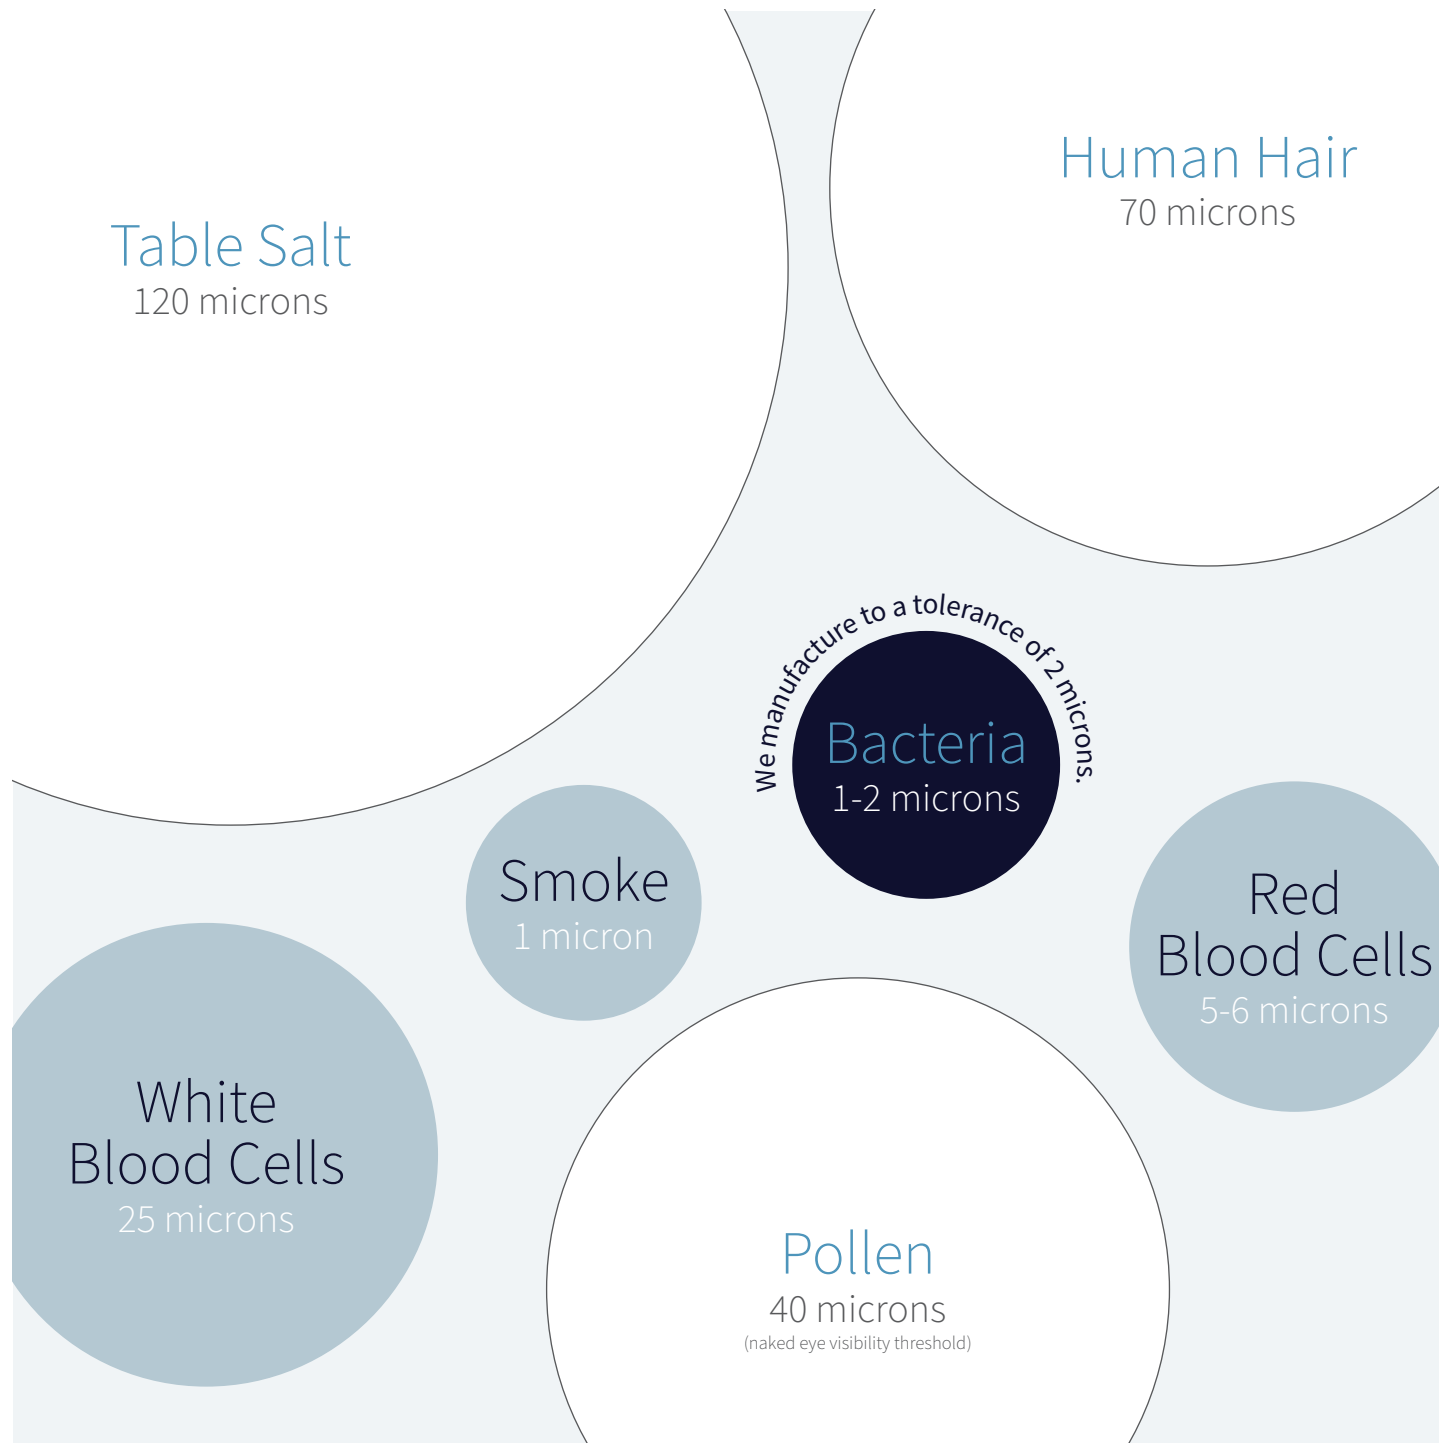 Table Salt
120 microns
Human Hair
70 microns
We manufacture to a tolerance of 2 microns.
Bacteria
1-2 microns
Smoke
1 micron
Red
Blood Cells
5-6 microns
White
Blood Cells
25 microns
Pollen
40 microns
(naked eye visibility threshold)